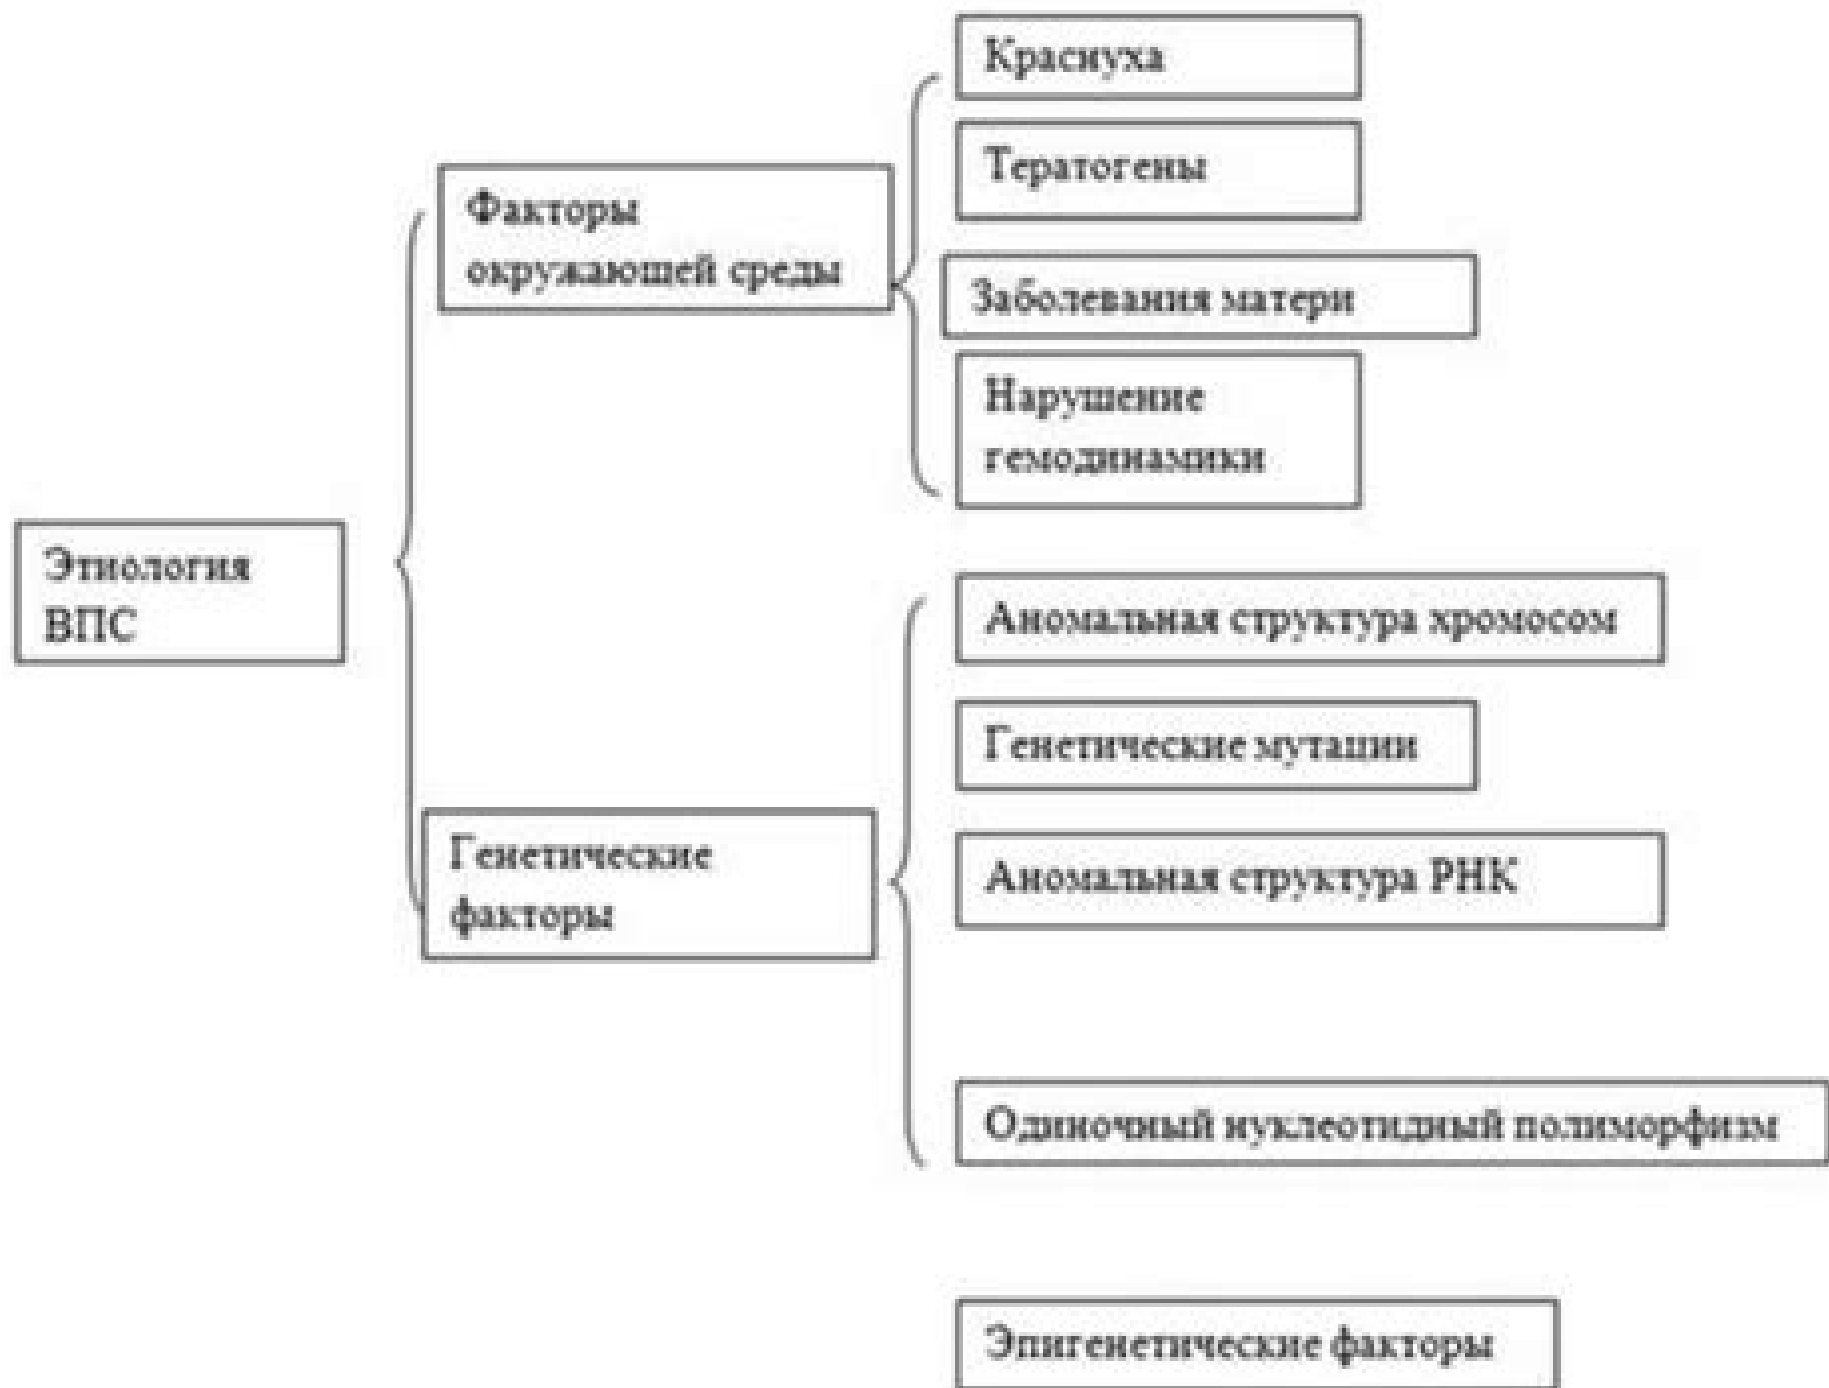 Этиология
ВПС
Факторы
окружающей среды
Краснуха
Тератогены
Заболевания матери
Нарушение
гемодинамики
Генетические
факторы
Аномальная структура хромосом
Генетические мутации
Аномальная структура РНК
Одиночный нуклеотидный полиморфизм
Эпигенетические факторы